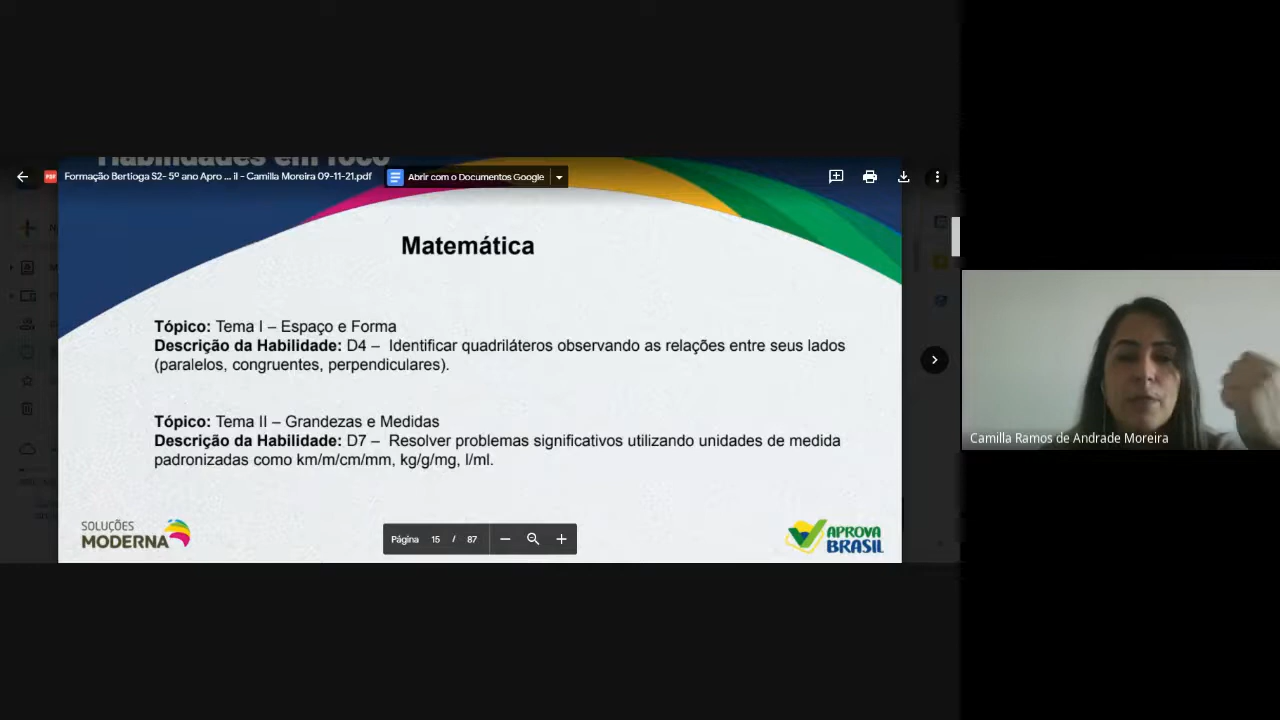 Habilidades em foco
Formação Bertioga S2- 5º ano Apro ... il - Camilla Moreira 09-11-21.pdf
Abrir com o Documentos Google
Matemática
Tópico: Tema I – Espaço e Forma
Descrição da Habilidade: D4 – Identificar quadriláteros observando as relações entre seus lados
(paralelos, congruentes, perpendiculares).
Tópico: Tema II – Grandezas e Medidas
Descrição da Habilidade: D7 – Resolver problemas significativos utilizando unidades de medida
padronizadas como km/m/cm/mm, kg/g/mg, l/ml.
Camilla Ramos de Andrade Moreira
SOLUÇÕES
MODERNA
Página 15 / 87
APROVA
BRASIL